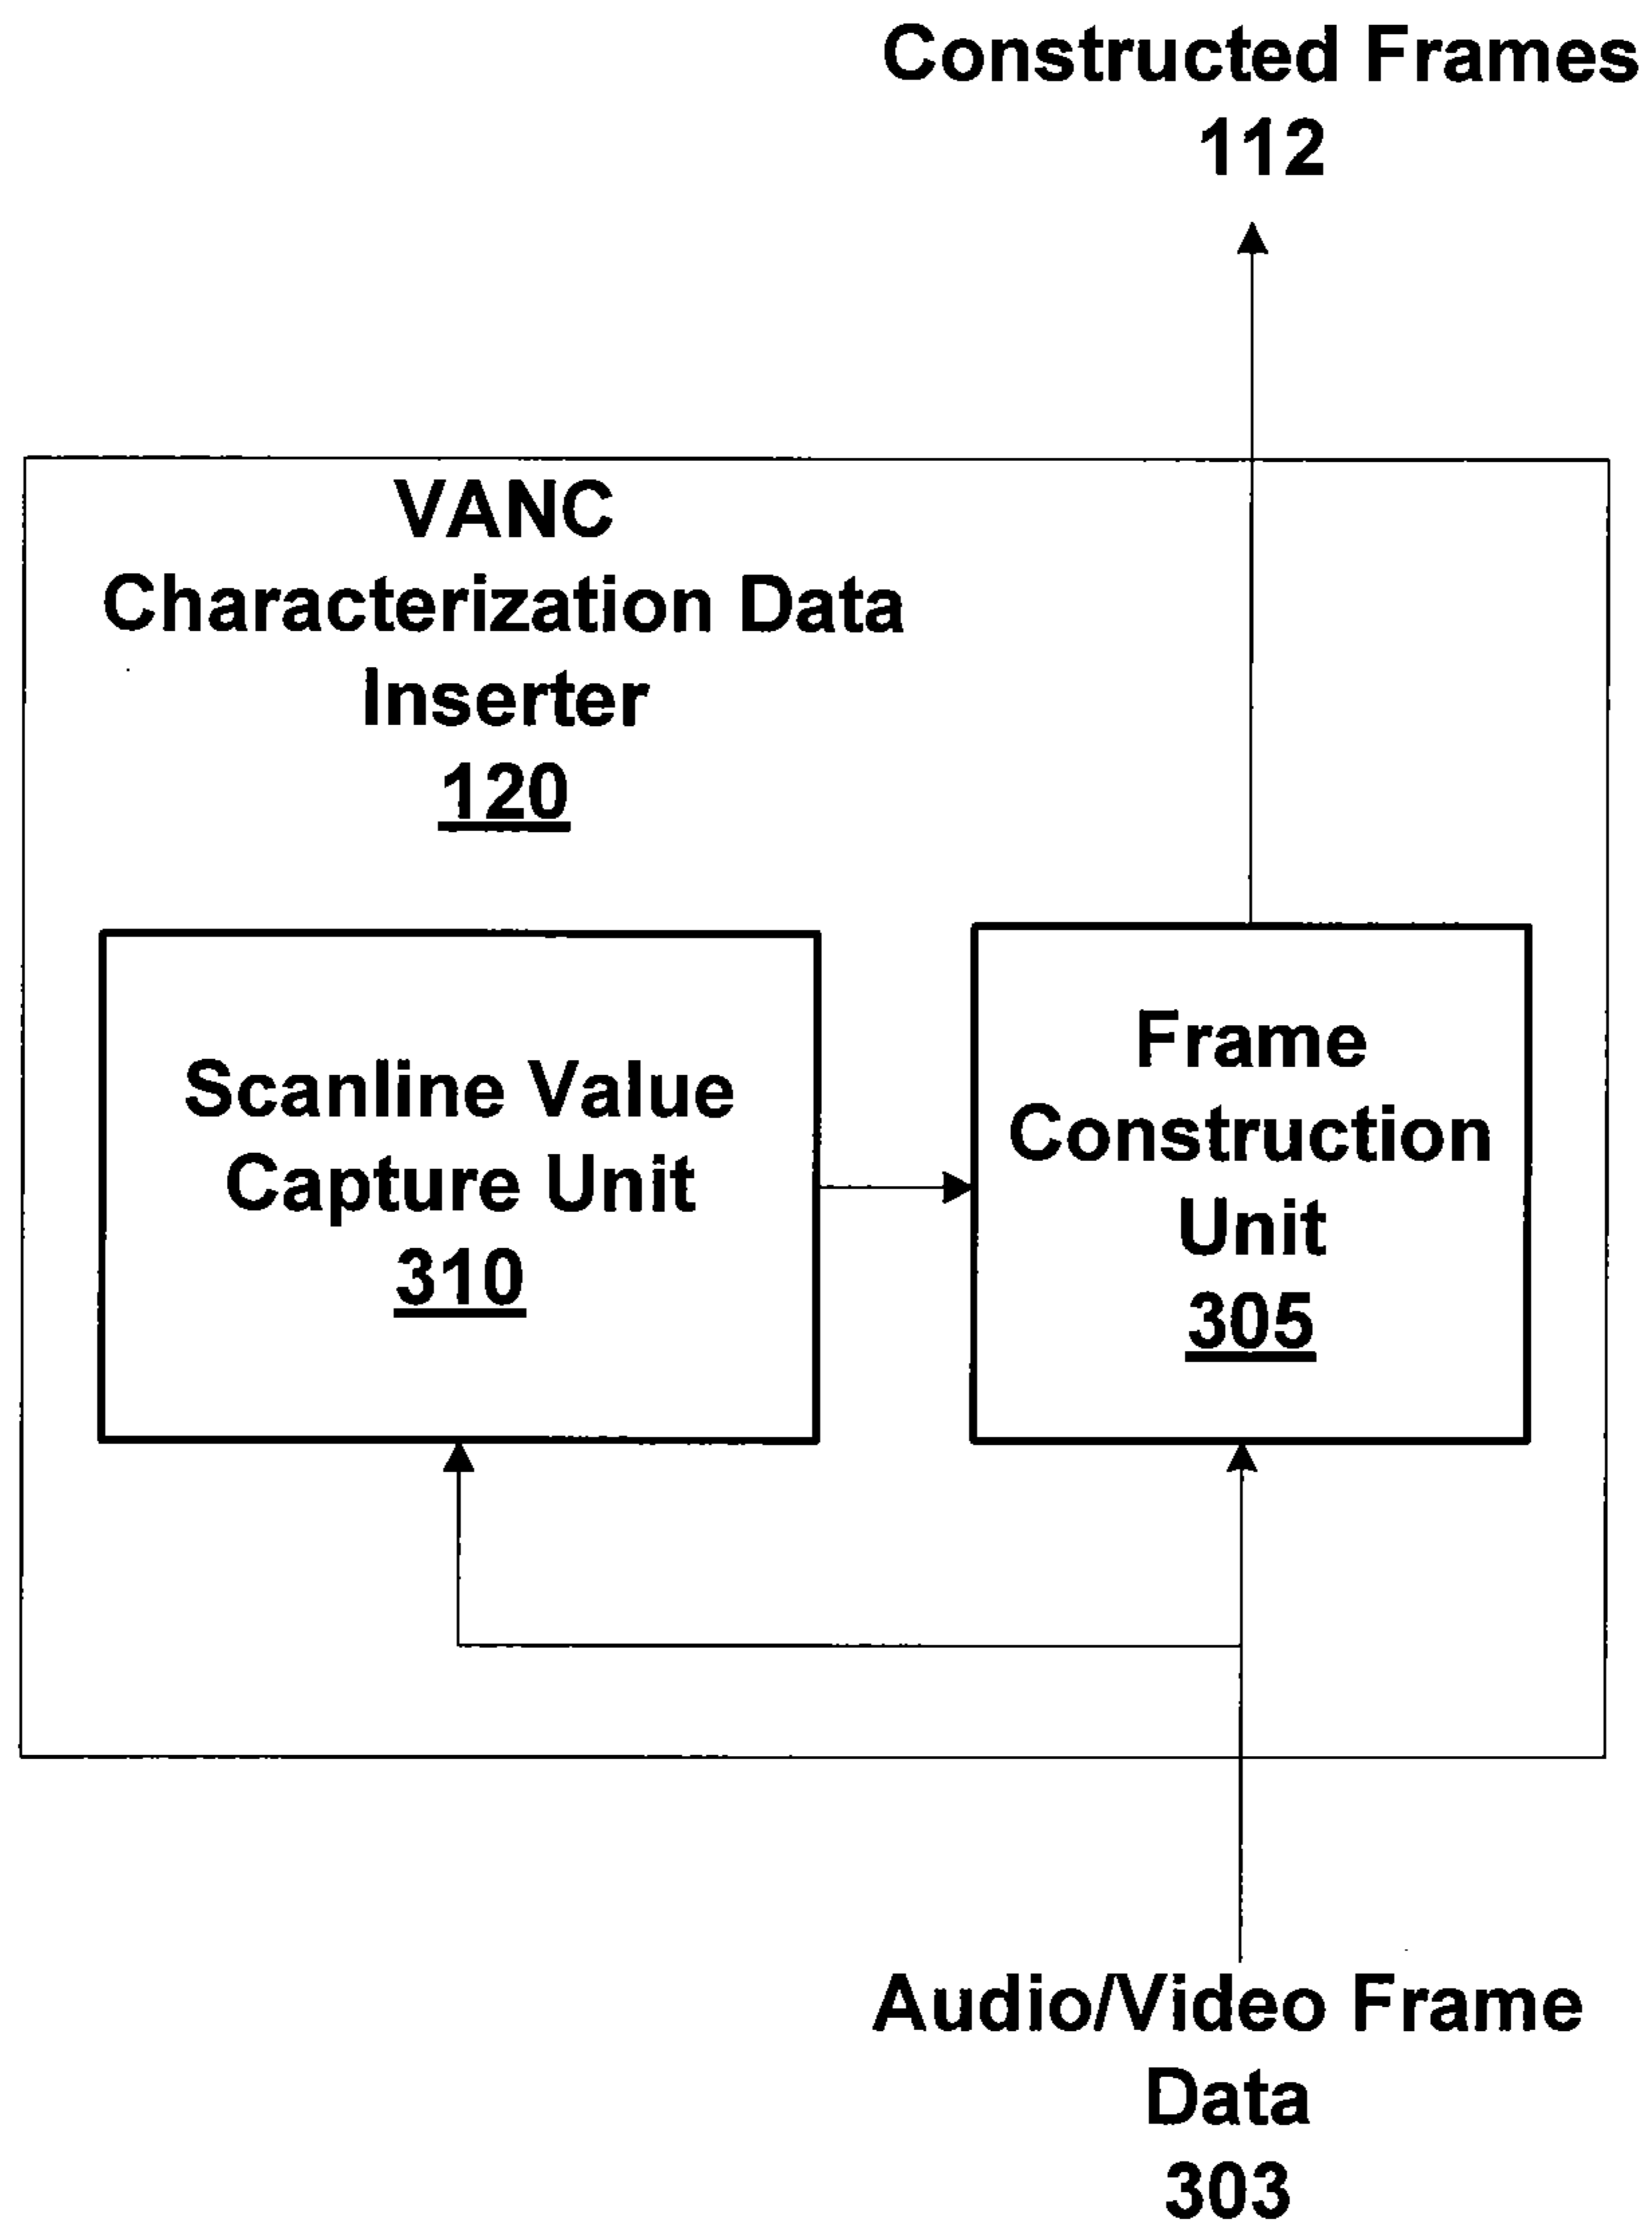 Constructed Frames
112
VANC
Characterization Data
Inserter
120
Scanline Value
Capture Unit
310
Frame
Construction
Unit
305
Audio/Video Frame
Data
303